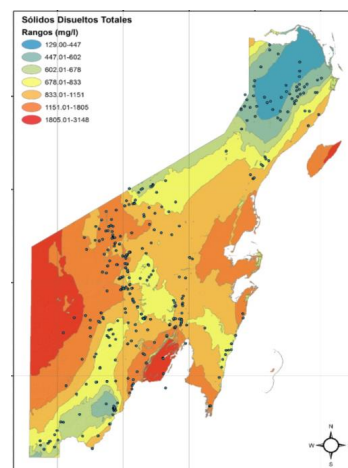 Sólidos Disueltos Totales
Rangos (mg/l)
129.00-447
447.01-602
602.01-678
678.01-833
833.01-1151
1151.01-1805
1805.01-3148
N
W E
S